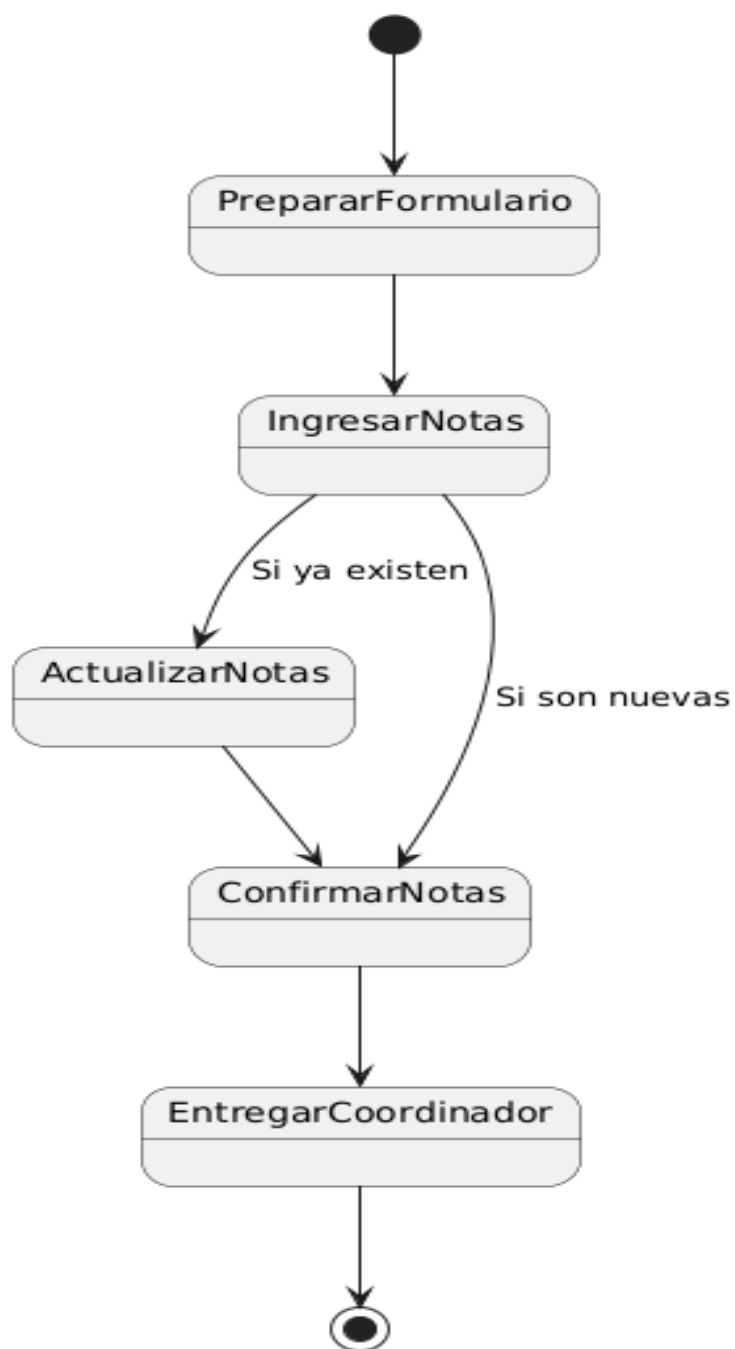 PrepararFormulario
IngresarNotas
Si ya existen
ActualizarNotas
Si son nuevas
ConfirmarNotas
EntregarCoordinador